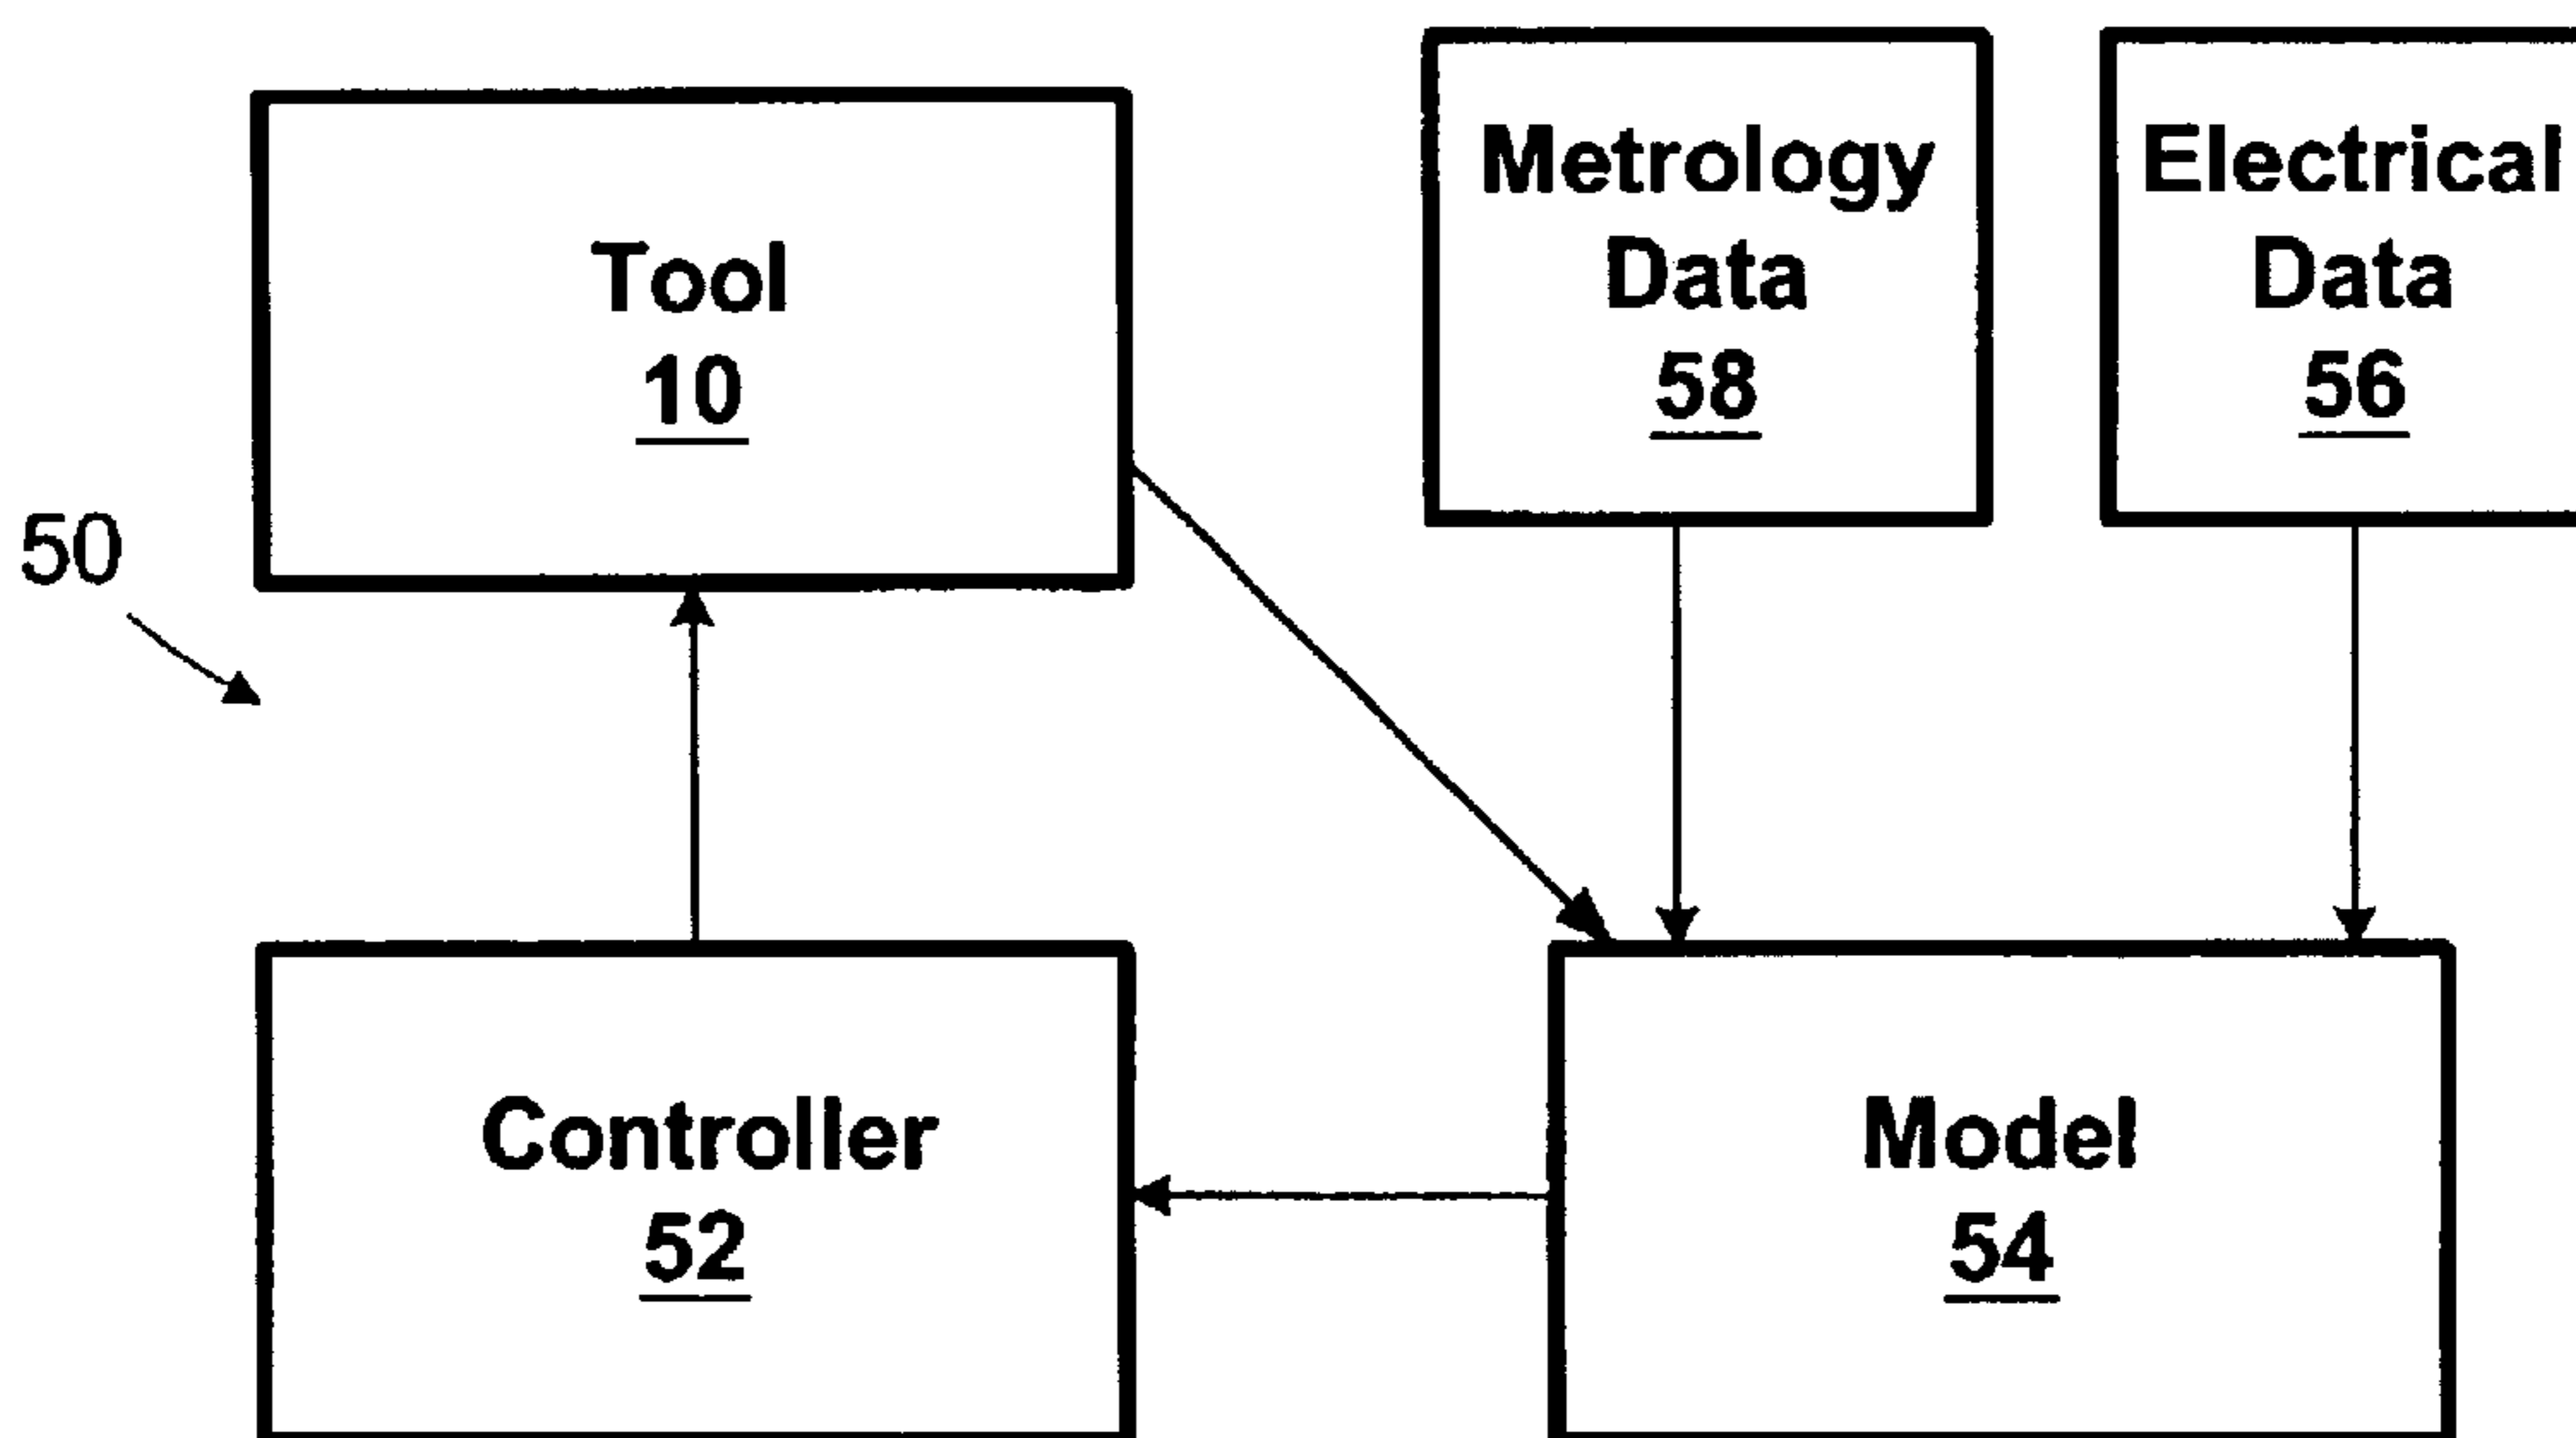 Tool
10
Metrology
Data
58
Electrical
Data
56
50
Controller
52
Model
54